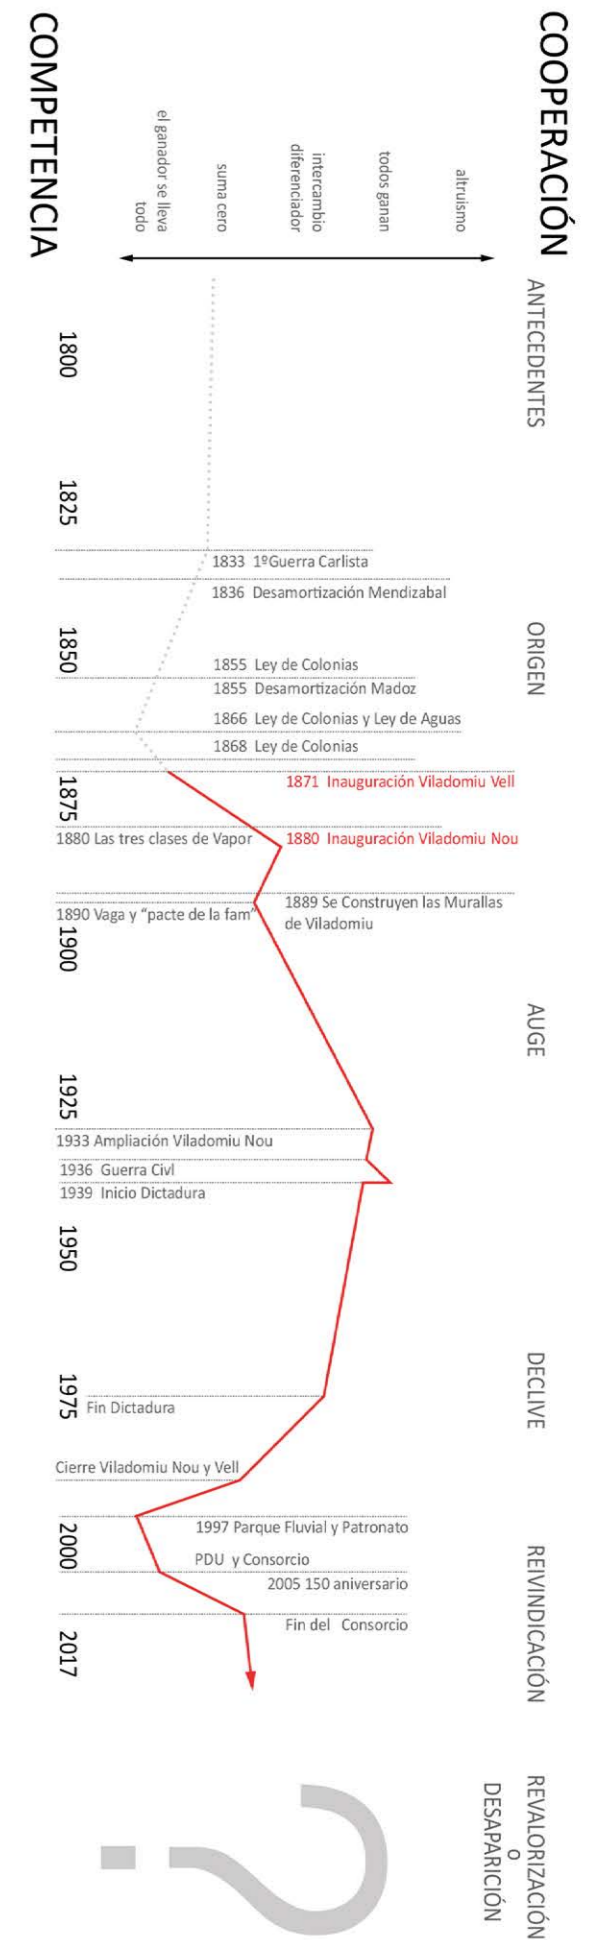 COOPERACIÓN
COMPETENCIA
altruismo
todos ganan
intercambio
diferenciador
suma cero
el ganador se lleva
todo
ANTECEDENTES
1800
1825
1833 1ºGuerra Carlista
1836 Desamortización Mendizabal
ORIGEN
1850
1855 Ley de Colonias
1855 Desamortización Madoz
1866 Ley de Colonias y Ley de Aguas
1868 Ley de Colonias
1871 Inauguración Viladomiu Vell
1875
1880 Las tres clases de Vapor
1880 Inauguración Viladomiu Nou
1889 Se Construyen las Murallas
de Viladomiu
1890 Vaga y “pacte de la fam”
1900
AUGE
1925
1933 Ampliación Viladomiu Nou
1936 Guerra Civl
1939 Inicio Dictadura
1950
DECLIVE
1975
Fin Dictadura
Cierre Viladomiu Nou y Vell
1997 Parque Fluvial y Patronato
2000
PDU y Consorcio
2005 150 aniversario
REIVINDICACIÓN
Fin del Consorcio
2017
REVALORIZACIÓN
O
DESAPARICIÓN
?